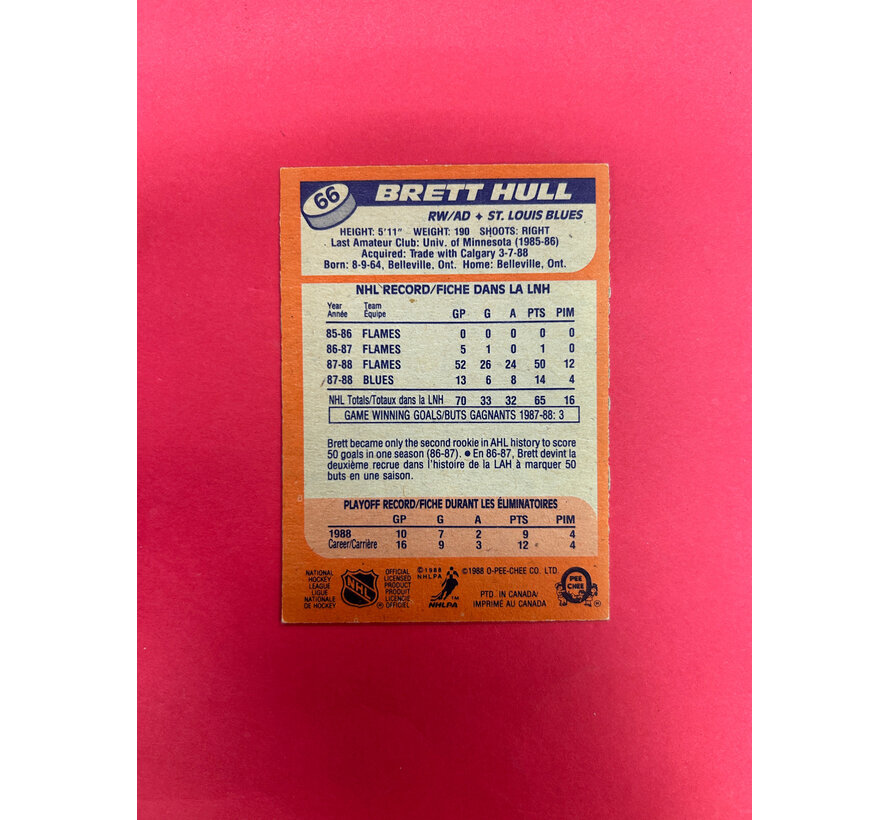 66
BRETT HULL
RW/AD + ST. LOUIS BLUES
HEIGHT: 5'11" WEIGHT: 190 SHOOTS: RIGHT
Last Amateur Club: Univ. of Minnesota (1985-86)
Acquired: Trade with Calgary 3-7-88
Born: 8-9-64, Belleville, Ont. Home: Belleville, Ont.
NHL RECORD/FICHE DANS LA LNH
Year Team
Année Équipe GP G A PTS PIM
85-86 FLAMES 0 0 0 0 0
86-87 FLAMES 5 1 0 1 0
87-88 FLAMES 52 26 24 50 12
87-88 BLUES 13 6 8 14 4
NHL Totals/Totaux dans la LNH 70 33 32 65 16
GAME WINNING GOALS/BUTS GAGNANTS 1987-88: 3
Brett became only the second rookie in AHL history to score
50 goals in one season (86-87). ● En 86-87, Brett devint la
deuxième recrue dans l'histoire de la LAH à marquer 50
buts en une saison.
PLAYOFF RECORD/FICHE DURANT LES ÉLIMINATOIRES
GP G A PTS PIM
1988 10 7 2 9 4
Career/Carrière 16 9 3 12 4
NATIONAL
HOCKEY
LEAGUE
LIGUE
NATIONALE
DE HOCKEY
NHL
®
OFFICIAL
LICENSED
PRODUCT
PRODUIT
LICENCIÉ
OFFICIEL
©1988
NHLPA
TM
NHLPA
©1988 O-PEE-CHEE CO. LTD.
PTD. IN CANADA/
IMPRIMÉ AU CANADA
PEE
CHEE
®